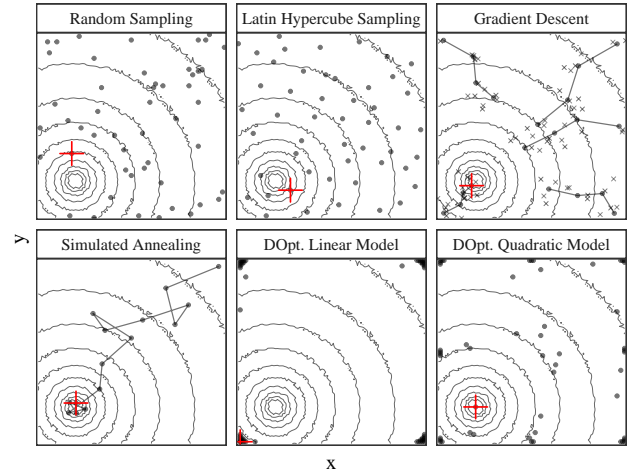 Random Sampling
Latin Hypercube Sampling
Gradient Descent
Simulated Annealing
DOpt. Linear Model
DOpt. Quadratic Model
y
x